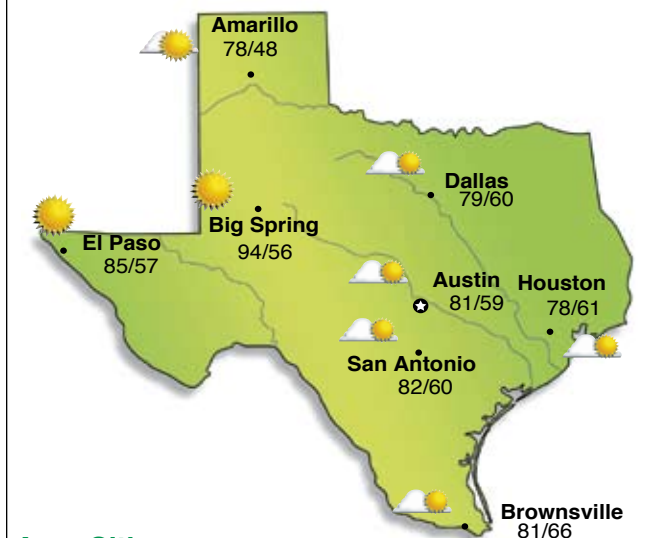 Amarillo
78/48
Dallas
79/60
Big Spring
94/56
El Paso
85/57
Austin
81/59
Houston
78/61
San Antonio
82/60
Brownsville
81/66